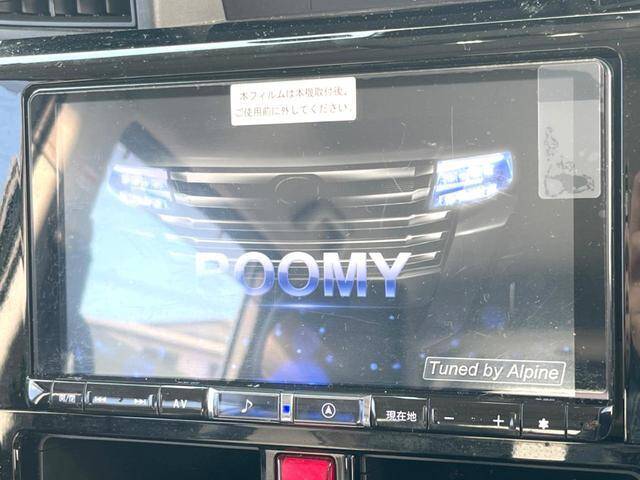 本フィルムは本機取付後、
ご使用前に外してください。
ROOMY
Tuned by Alpine
AV
現在地
− +